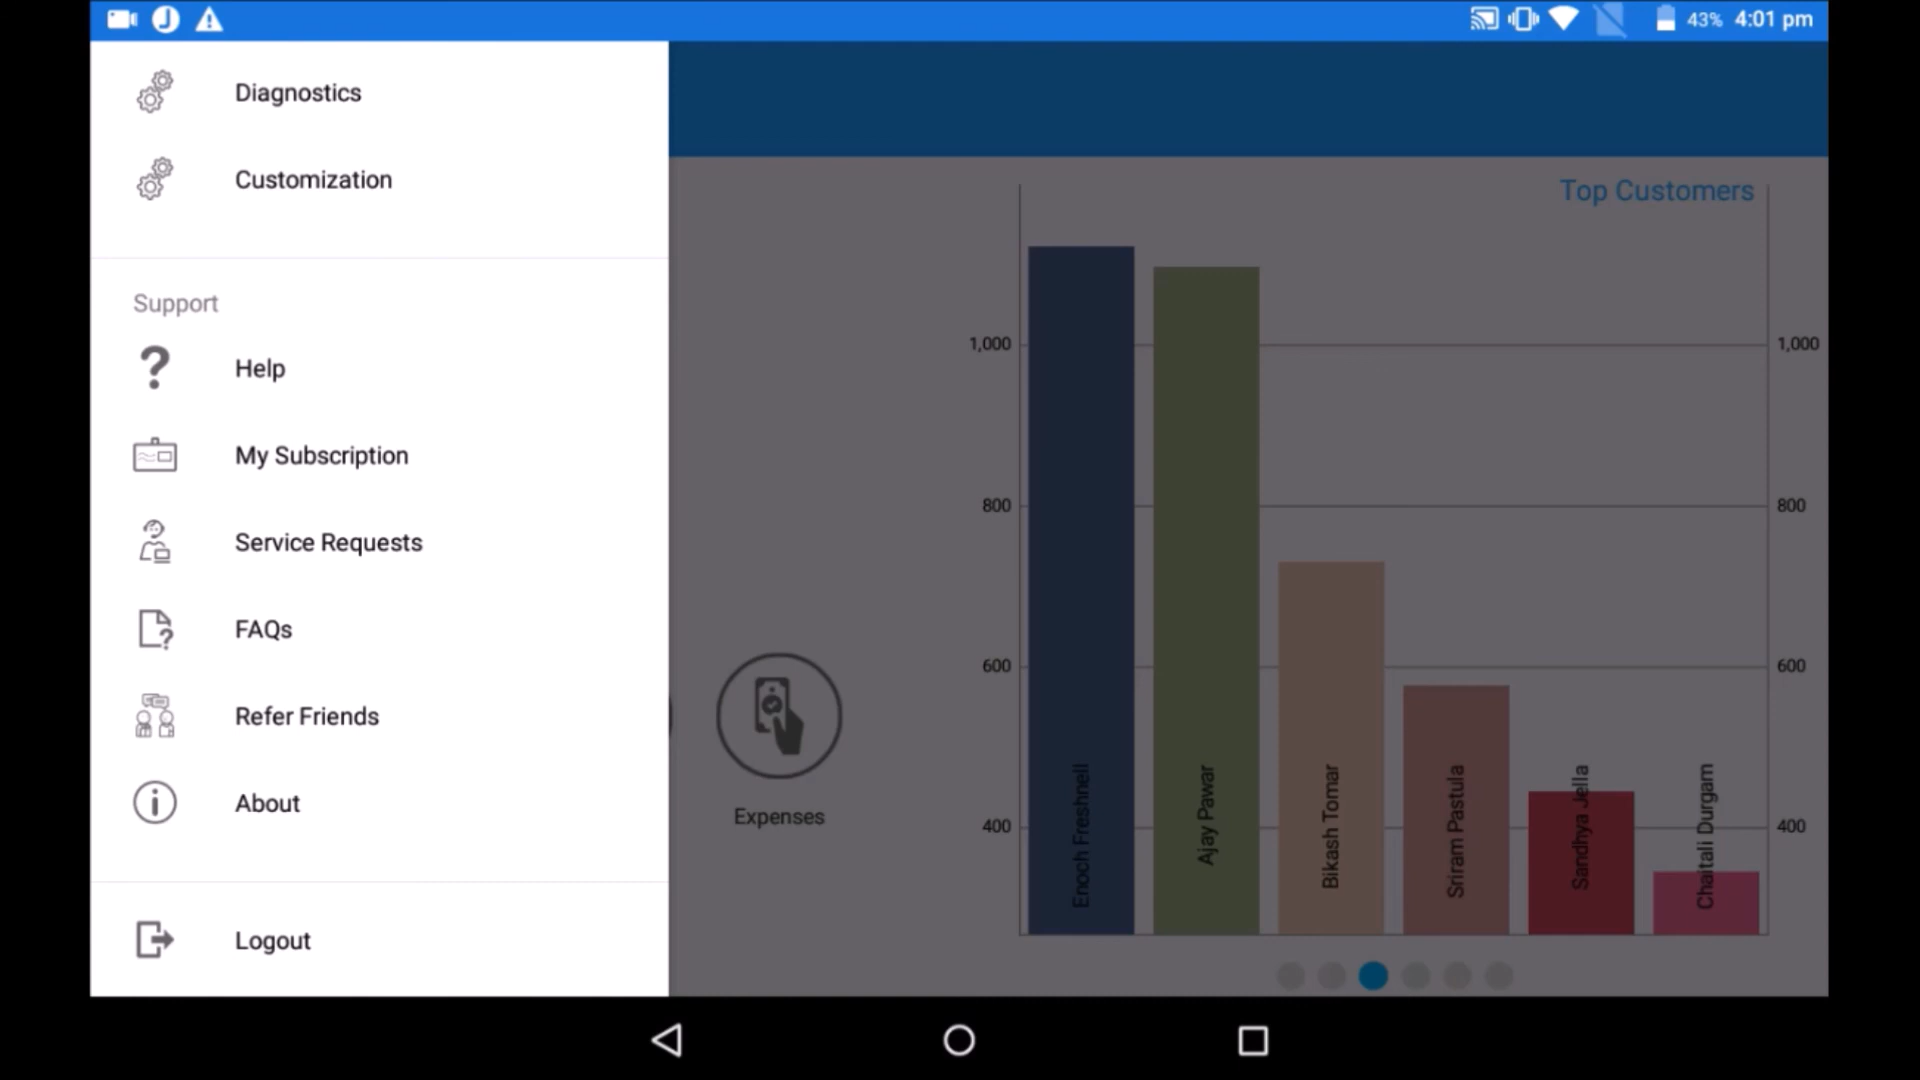 43% 4:01 pm
Diagnostics
Customization
Support
Help
My Subscription
Service Requests
FAQs
Refer Friends
About
Logout
Expenses
Top Customers
1,000
800
600
400
1,000
800
600
400
Enoch Freshnell
Ajay Pawar
Bikash Tomar
Sriram Pastula
Sandhya Jella
Chaitali Durgam